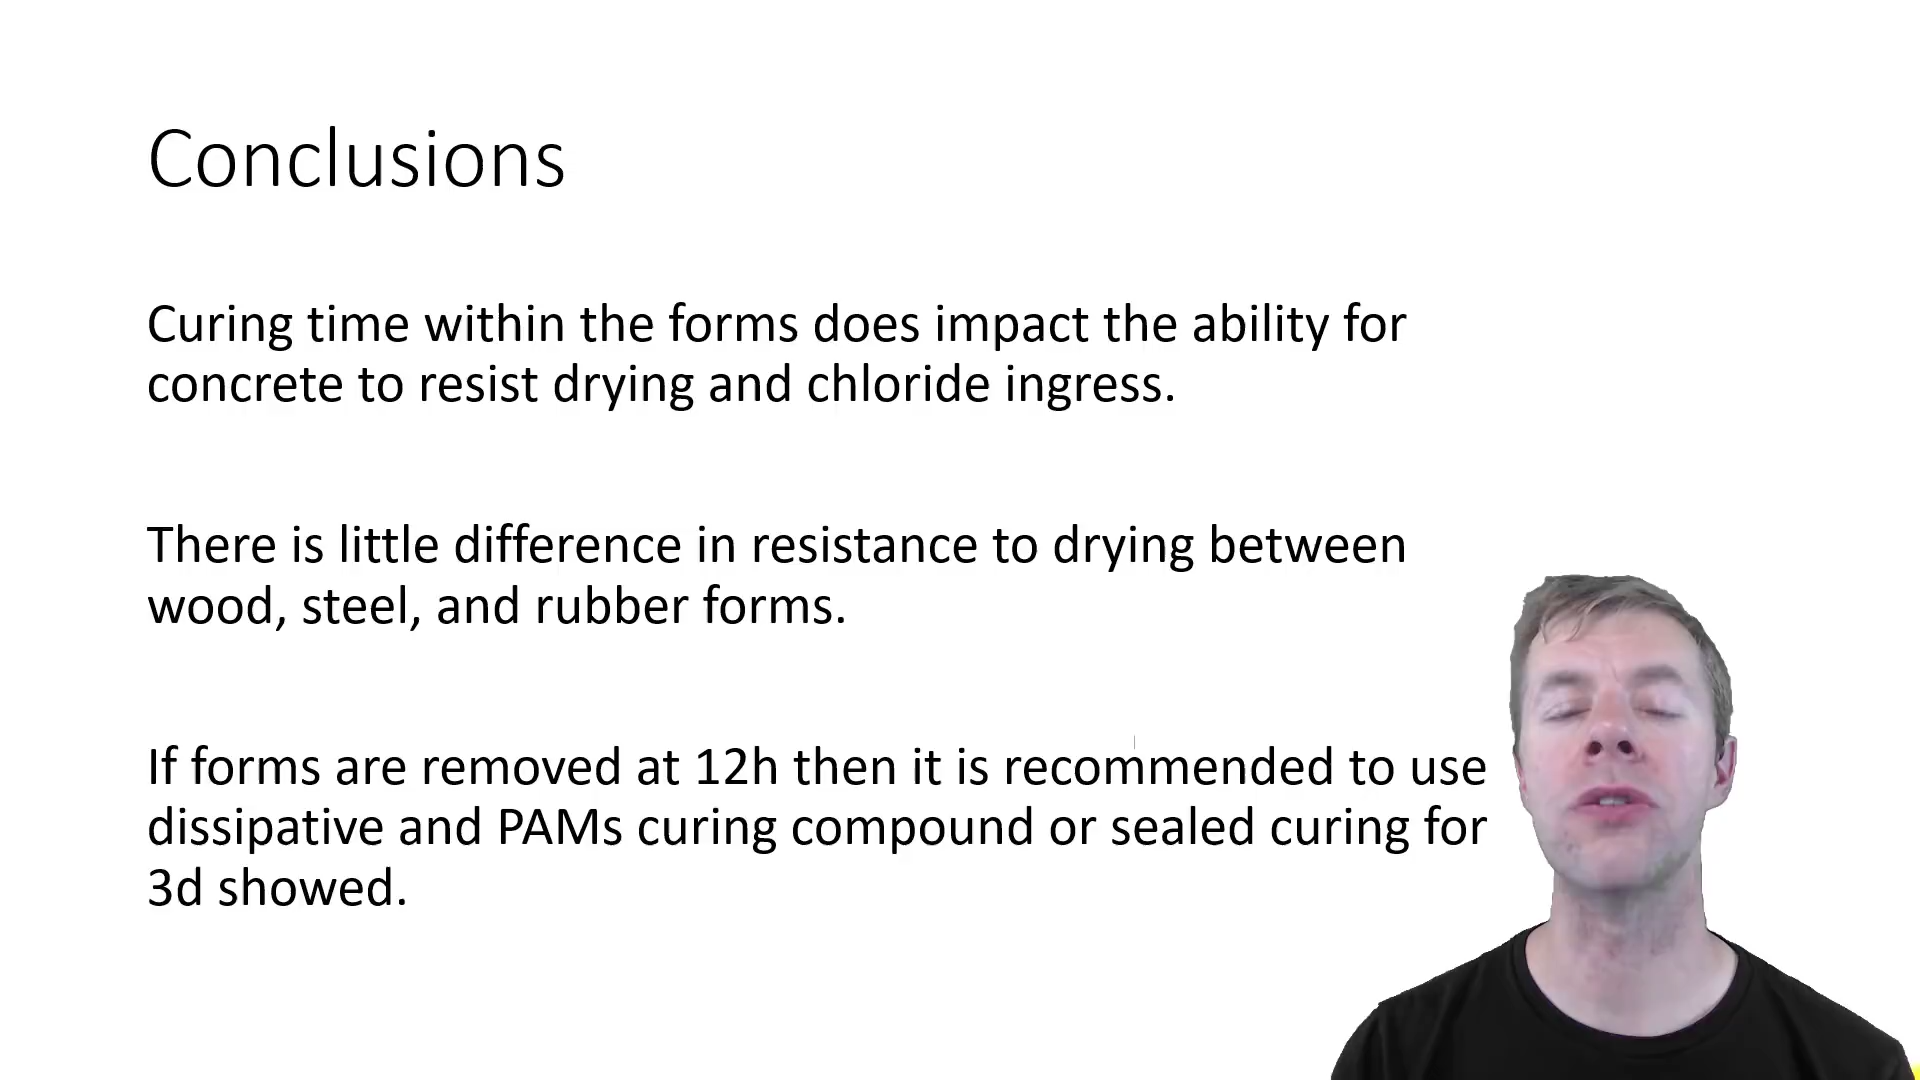 Conclusions
Curing time within the forms does impact the ability for
concrete to resist drying and chloride ingress.
There is little difference in resistance to drying between
wood, steel, and rubber forms.
If forms are removed at 12h then it is recommended to use
dissipative and PAMs curing compound or sealed curing for
3d showed.